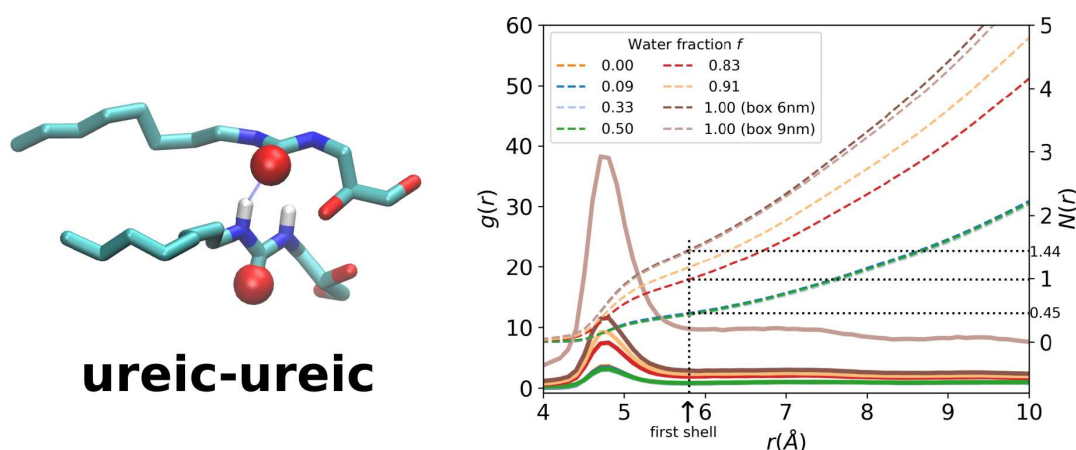 ureic-ureic
60
50
40
30
20
10
0
g(r)
Water fraction f
0.00 0.83
0.09 0.91
0.33 1.00 (box 6nm)
0.50 1.00 (box 9nm)
5
4
3
2
1.44
1
0.45
0
N(r)
4 5 6 7 8 9 10
first shell
r(Å)